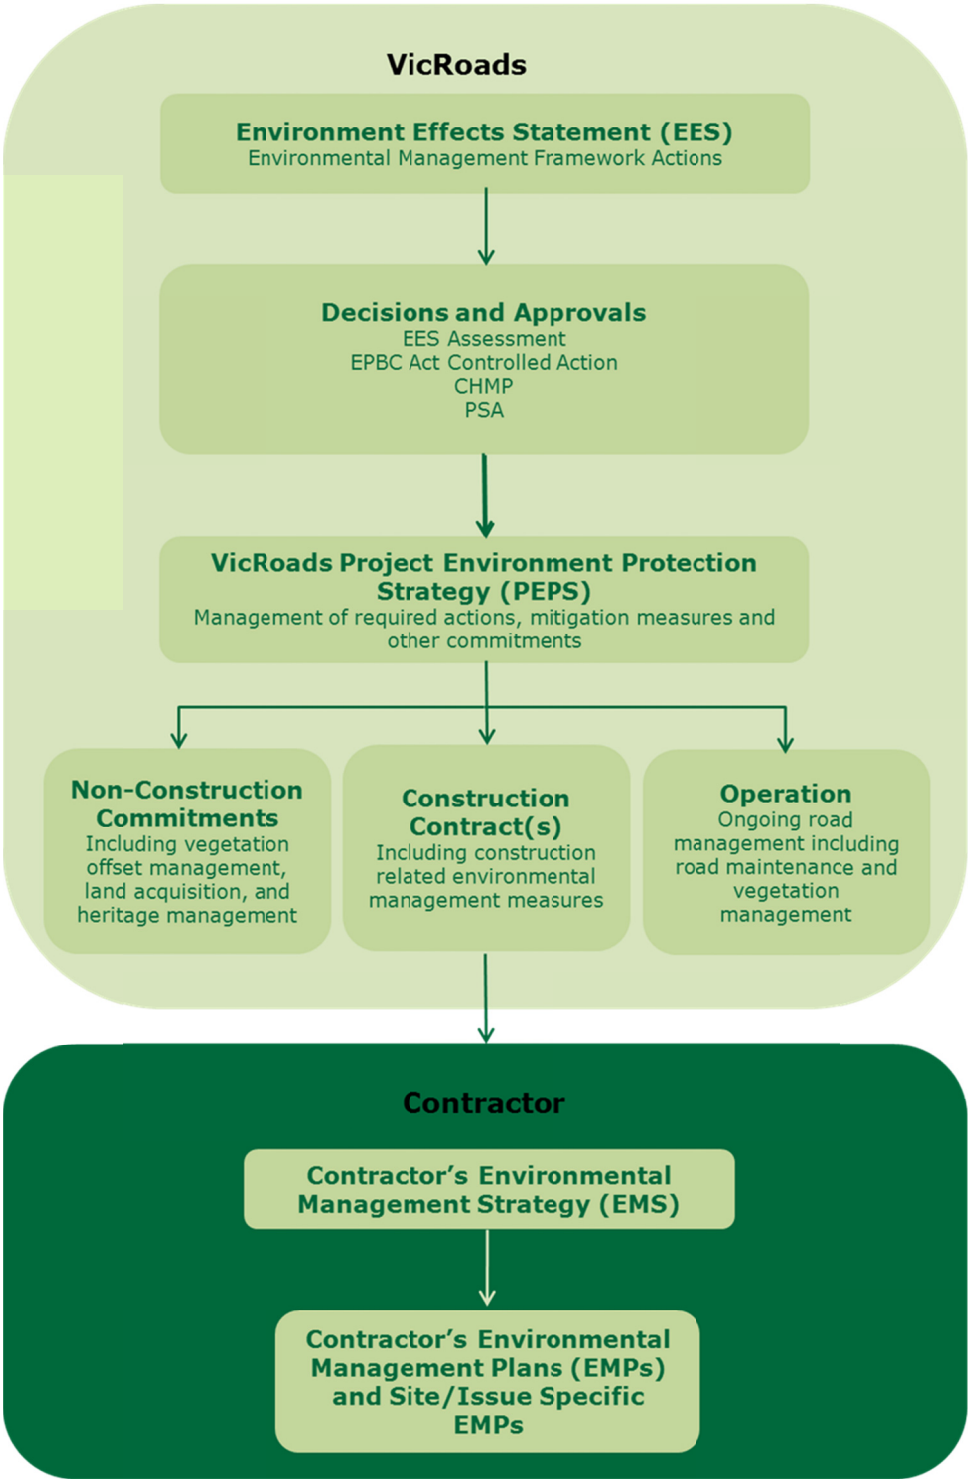 VicRoads
Environment Effects Statement (EES)
Environmental Management Framework Actions
Decisions and Approvals
EES Assessment
EPBC Act Controlled Action
CHMP
PSA
VicRoads Project Environment Protection
Strategy (PEPS)
Management of required actions, mitigation measures and
other commitments
Non-Construction
Commitments
Including vegetation
offset management,
land acquisition, and
heritage management
Construction
Contract(s)
Including construction
related environmental
management measures
Operation
Ongoing road
management including
road maintenance and
vegetation
management
Contractor
Contractor’s Environmental
Management Strategy (EMS)
Contractor’s Environmental
Management Plans (EMPs)
and Site/Issue Specific
EMPs